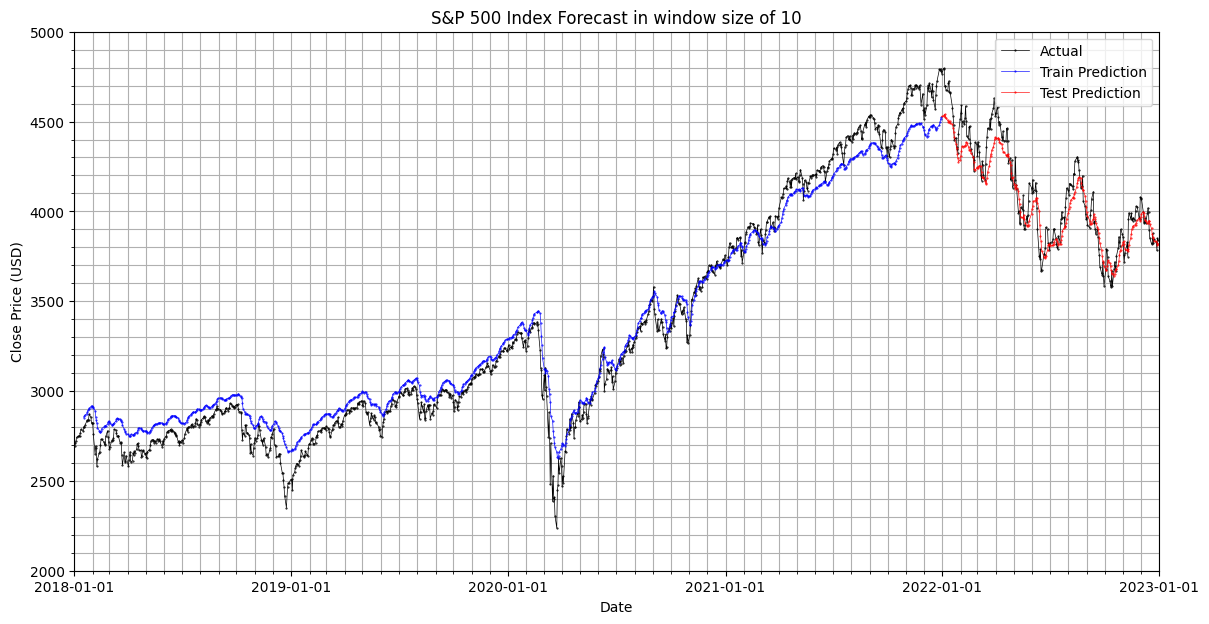 S&P 500 Index Forecast in window size of 10
Actual
Train Prediction
Test Prediction
Close Price (USD)
5000
4500
4000
3500
3000
2500
2000
2018-01-01
2019-01-01
2020-01-01
2021-01-01
2022-01-01
2023-01-01
Date